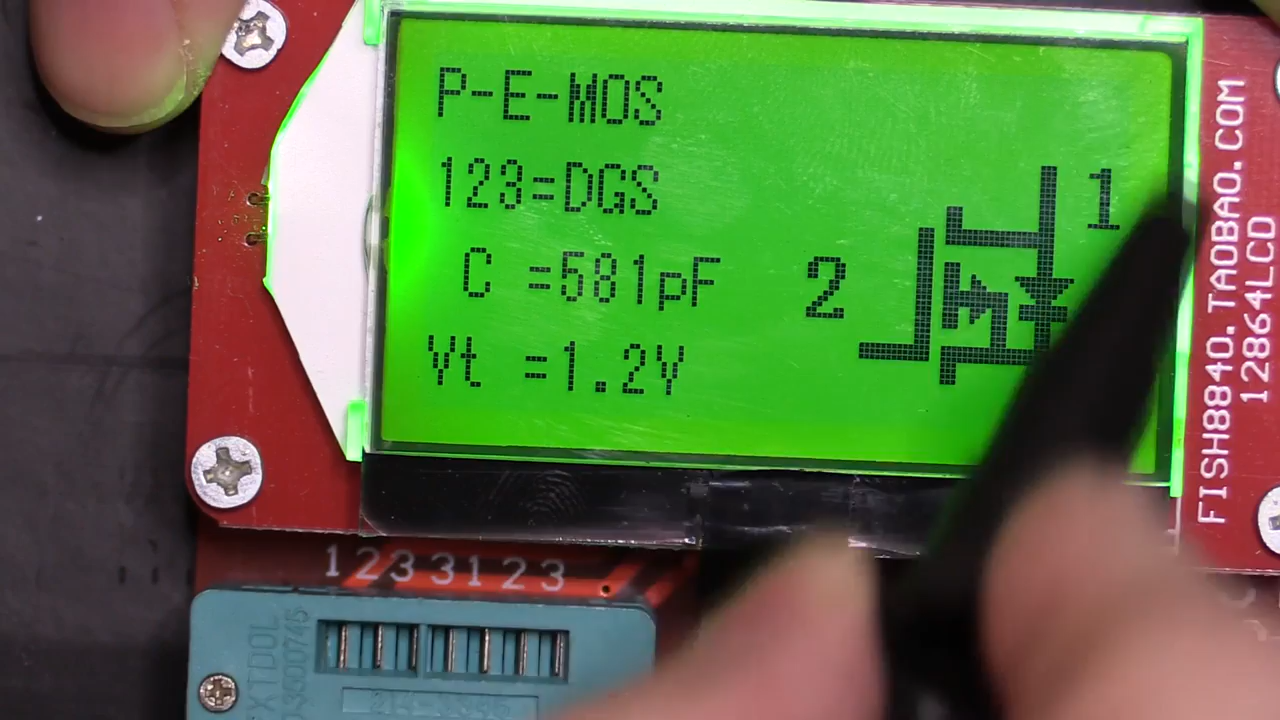 P-E-MOS
123=DGS
C =581pF
Vt =1.2V
1
2
FISH8840.TAOBAO.COM
12864LCD
1233123